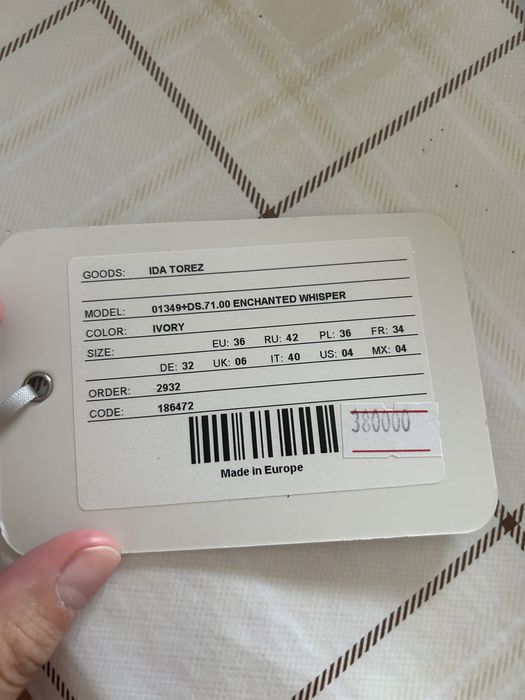 GOODS: IDA TOREZ
MODEL: 01349+DS.71.00 ENCHANTED WHISPER
COLOR: IVORY
SIZE: EU: 36 RU: 42 PL: 36 FR: 34
DE: 32 UK: 06 IT: 40 US: 04 MX: 04
ORDER: 2932
CODE: 186472
380000
Made in Europe